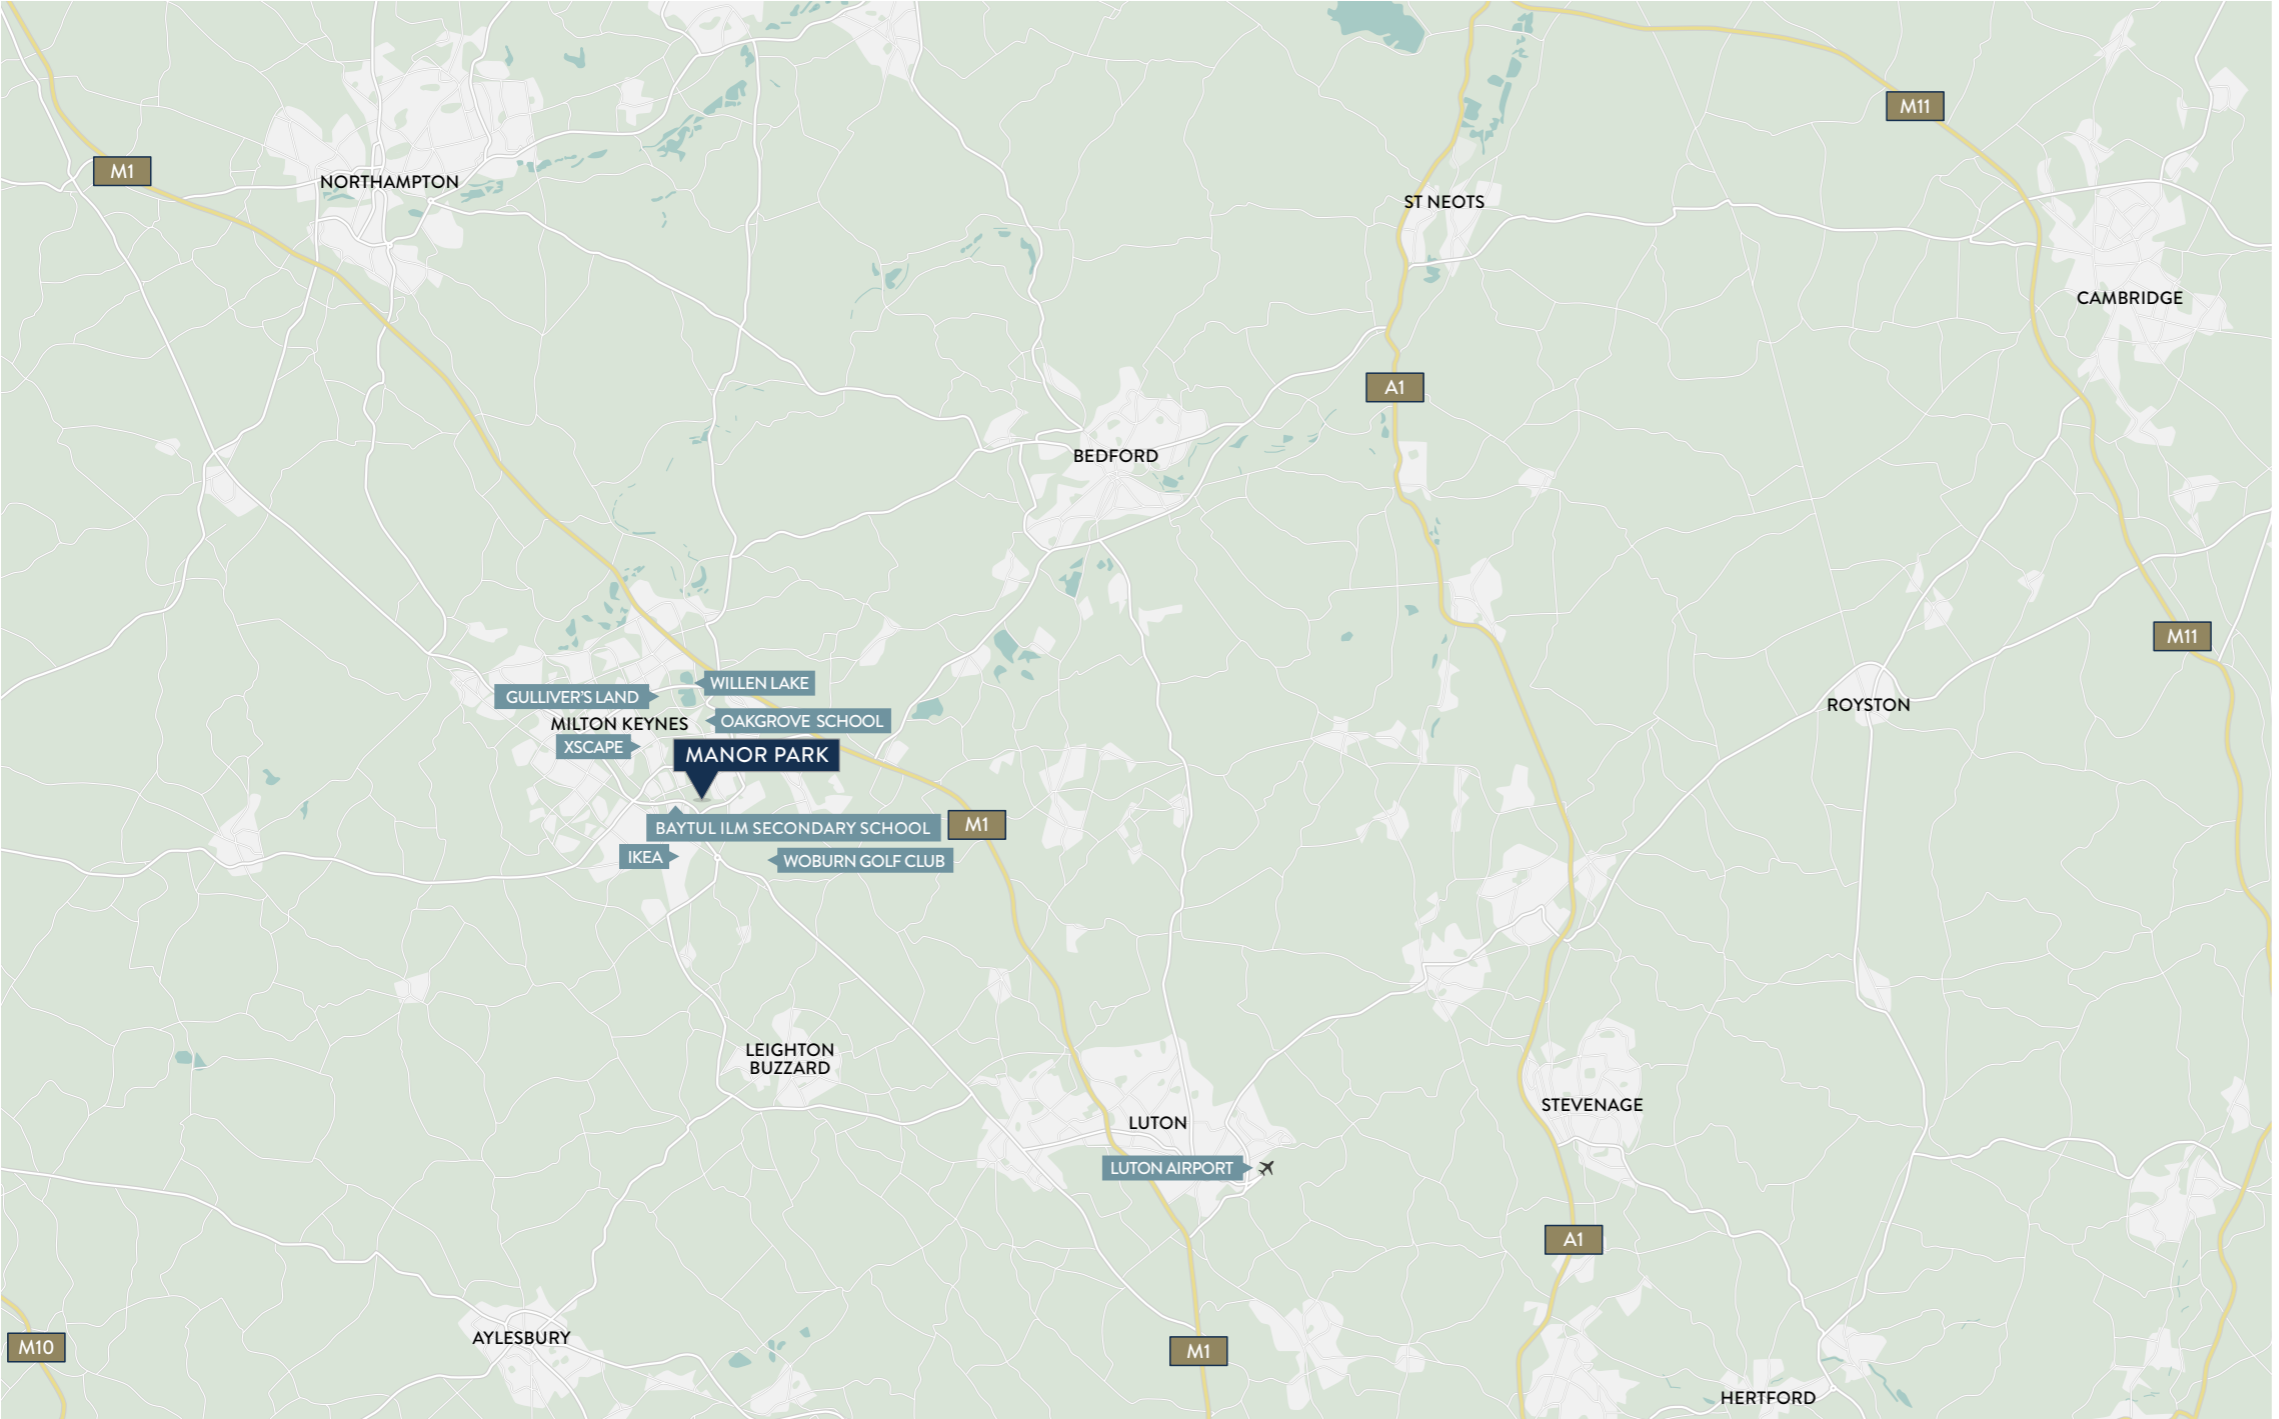 M11
M1
NORTHAMPTON
ST NEOTS
CAMBRIDGE
A1
BEDFORD
M11
WILLEN LAKE
GULLIVER'S LAND
ROYSTON
OAKGROVE SCHOOL
MILTON KEYNES
XSCAPE
MANOR PARK
BAYTUL ILM SECONDARY SCHOOL
M1
IKEA
WOBURN GOLF CLUB
LEIGHTON
BUZZARD
STEVENAGE
LUTON
LUTON AIRPORT
A1
AYLESBURY
M10
M1
HERTFORD